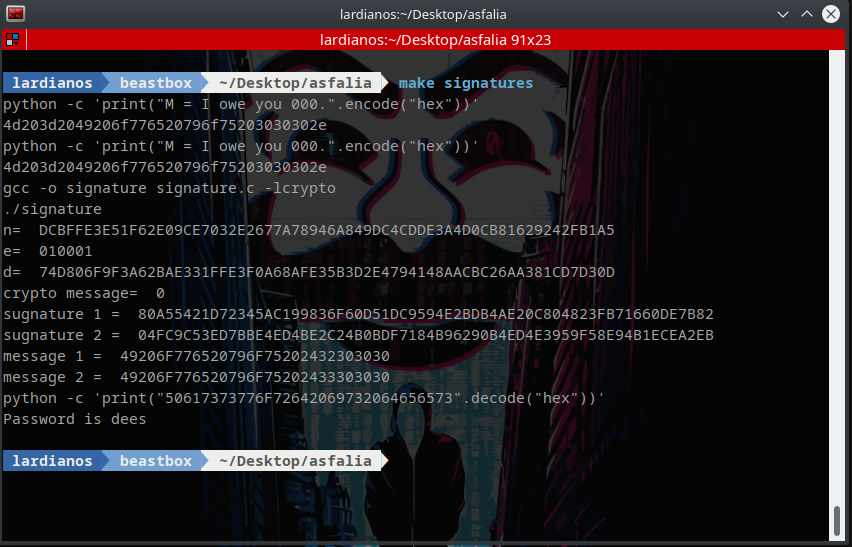 lardianos:~/Desktop/asfalia
lardianos:~/Desktop/asfalia 91x23
lardianos beastbox ~/Desktop/asfalia make signatures
python -c 'print("M = I owe you 000.".encode("hex"))'
4d203d2049206f776520796f75203030302e
python -c 'print("M = I owe you 000.".encode("hex"))'
4d203d2049206f776520796f75203030302e
gcc -o signature signature.c -lcrypto
./signature
n=  DCBFFE3E51F62E09CE7032E2677A78946A849DC4CDDE3A4D0CB81629242FB1A5
e=  010001
d=  74D806F9F3A62BAE331FFE3F0A68AFE35B3D2E4794148AACBC26AA381CD7D30D
crypto message=  0
sugnature 1 =  80A55421D72345AC199836F60D51DC9594E2BDB4AE20C804823FB71660DE7B82
sugnature 2 =  04FC9C53ED7BBE4ED4BE2C24B0BDF7184B96290B4ED4E3959F58E94B1ECEA2EB
message 1 =  49206F776520796F75202432303030
message 2 =  49206F776520796F75202433303030
python -c 'print("50617373776F72642069732064656573".decode("hex"))'
Password is dees
lardianos beastbox ~/Desktop/asfalia